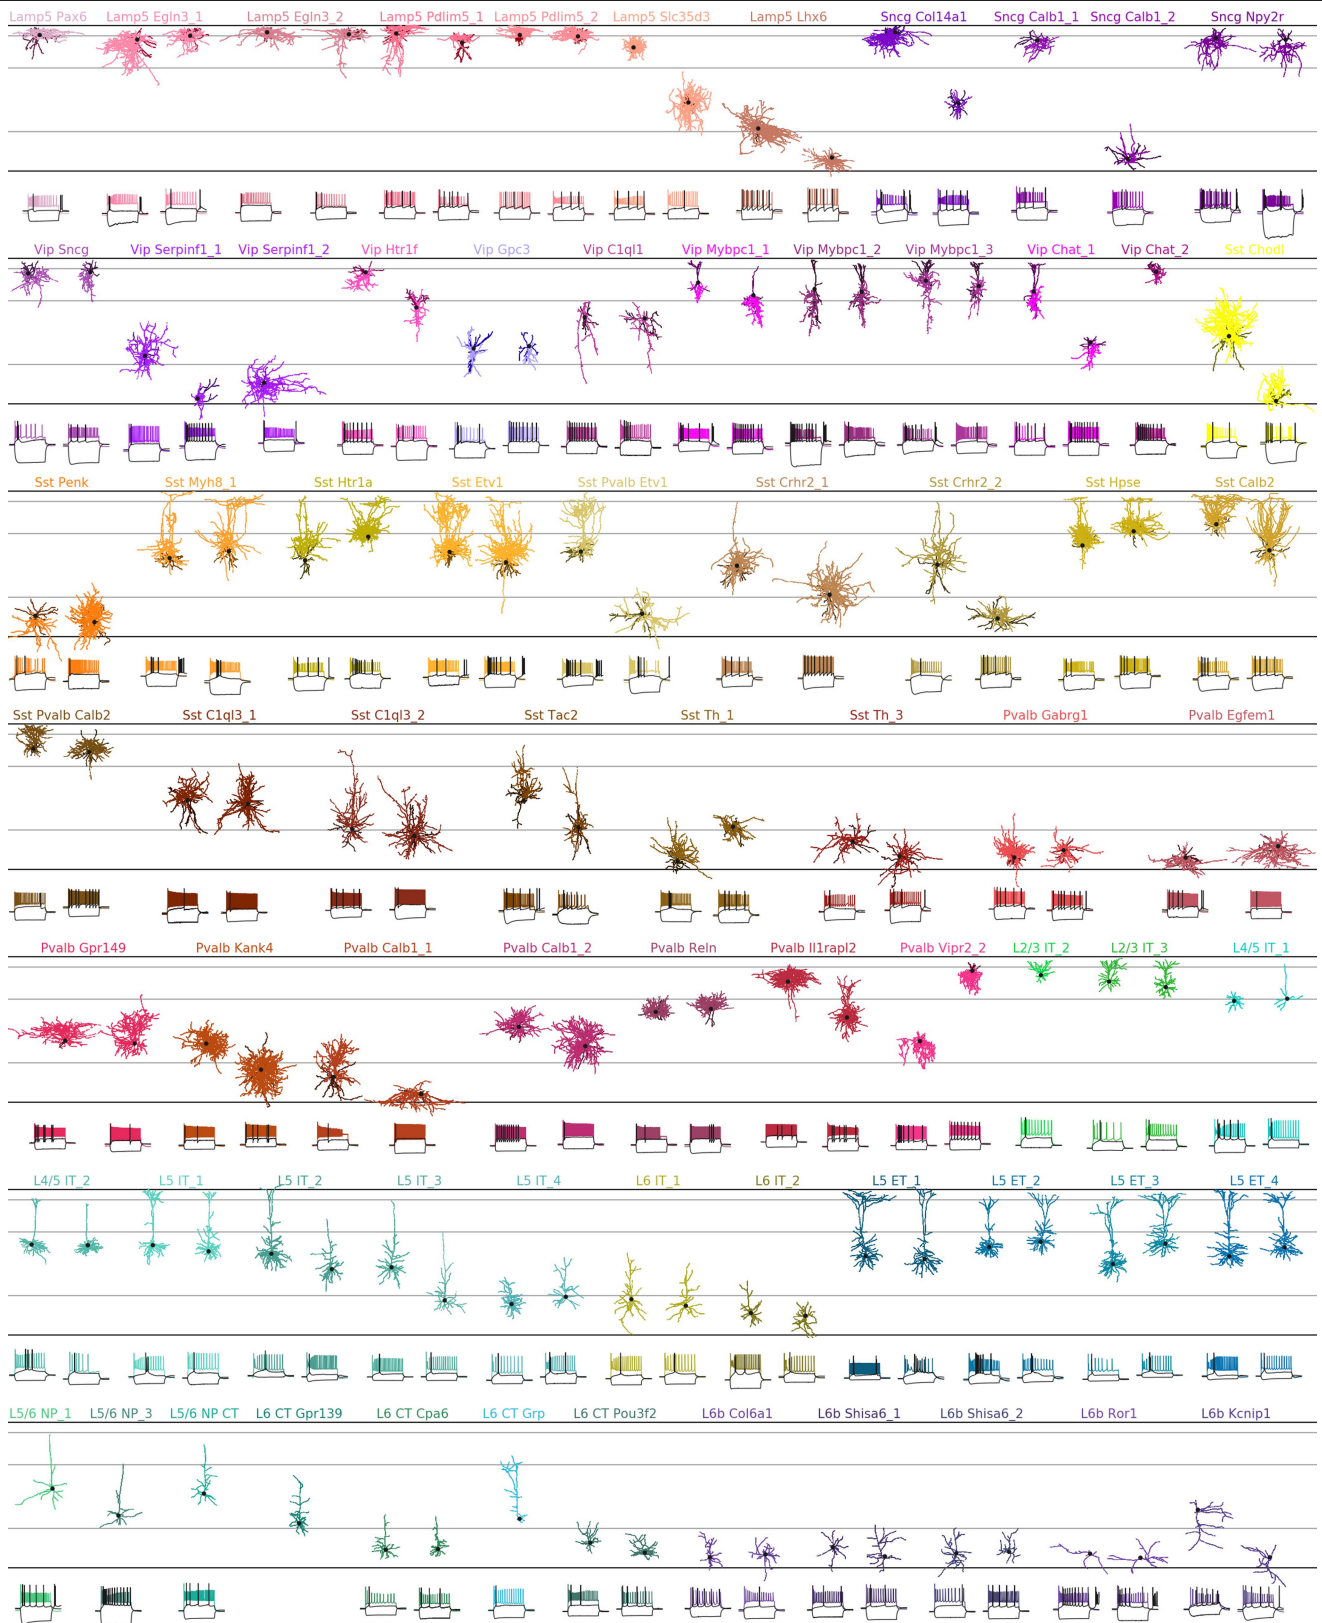 Lamp5 Pax6 Lamp5 Egln3_1 Lamp5 Egln3_2 Lamp5 Pdlim5_1 Lamp5 Pdlim5_2 Lamp5 Slc35d3 Lamp5 Lhx6 Sncg Col14a1 Sncg Calb1_1 Sncg Calb1_2 Sncg Npy2r
Vip Sncg Vip Serpinf1_1 Vip Serpinf1_2 Vip Htr1f Vip Gpc3 Vip C1ql1 Vip Mybpc1_1 Vip Mybpc1_2 Vip Mybpc1_3 Vip Chat_1 Vip Chat_2 Sst Chodl
Sst Penk Sst Myh8_1 Sst Htr1a Sst Etv1 Sst Pvalb Etv1 Sst Crhr2_1 Sst Crhr2_2 Sst Hpse Sst Calb2
Sst Pvalb Calb2 Sst C1ql3_1 Sst C1ql3_2 Sst Tac2 Sst Th_1 Sst Th_3 Pvalb Gabrg1 Pvalb Egfem1
Pvalb Gpr149 Pvalb Kank4 Pvalb Calb1_1 Pvalb Calb1_2 Pvalb Reln Pvalb Il1rapl2 Pvalb Vipr2_2 L2/3 IT_2 L2/3 IT_3 L4/5 IT_1
L4/5 IT_2 L5 IT_1 L5 IT_2 L5 IT_3 L5 IT_4 L6 IT_1 L6 IT_2 L5 ET_1 L5 ET_2 L5 ET_3 L5 ET_4
L5/6 NP_1 L5/6 NP_3 L5/6 NP CT L6 CT Gpr139 L6 CT Cpa6 L6 CT Grp L6 CT Pou3f2 L6b Col6a1 L6b Shisa6_1 L6b Shisa6_2 L6b Ror1 L6b Kcnip1